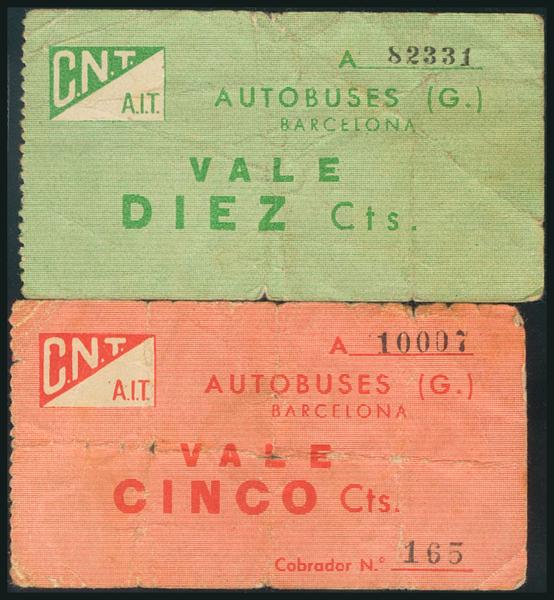 C.N.T.
A.I.T.
A 82331
AUTOBUSES (G.)
BARCELONA
VALE
DIEZ Cts.
C.N.T.
A.I.T.
A 10007
AUTOBUSES (G.)
BARCELONA
VALE
CINCO Cts.
Cobrador N.º 165